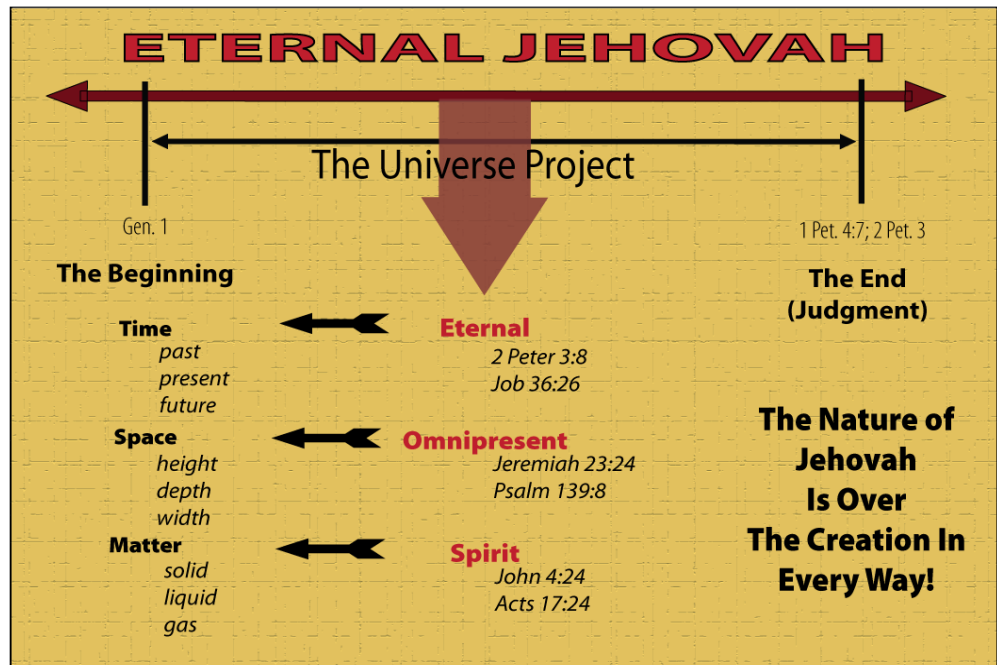 ETERNAL JEHOVAH
The Universe Project
Gen. 1
1 Pet. 4:7; 2 Pet. 3
The Beginning
The End
(Judgment)
Time
past
present
future
Eternal
2 Peter 3:8
Job 36:26
Space
height
depth
width
Omnipresent
Jeremiah 23:24
Psalm 139:8
Matter
solid
liquid
gas
Spirit
John 4:24
Acts 17:24
The Nature of
Jehovah
Is Over
The Creation In
Every Way!